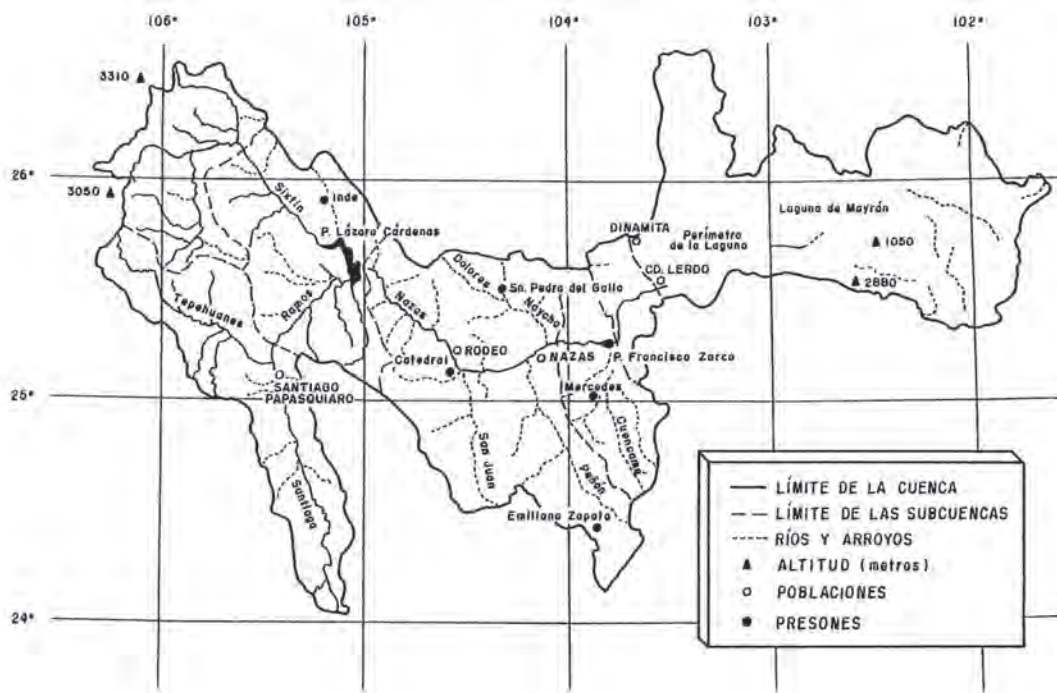 106° 105° 104° 103° 102°
3310
26°
3050
Sixtín
Inde
P. Lázaro Cárdenas
Laguna de Mayrán
DINAMITA
Perímetro
de la Laguna
1050
CD. LERDO
2880
Dolores
Sn. Pedro del Gallo
Ramos
Nazas
Naycha
Tepehuanes
Catedral
RODEO
NAZAS
P. Francisco Zarco
SANTIAGO
PAPASQUIARO
Mercedes
25°
Cuencamé
San Juan
Peñón
Santiago
Emiliano Zapata
24°
LÍMITE DE LA CUENCA
LÍMITE DE LAS SUBCUENCAS
RÍOS Y ARROYOS
ALTITUD (metros)
POBLACIONES
PRESONES